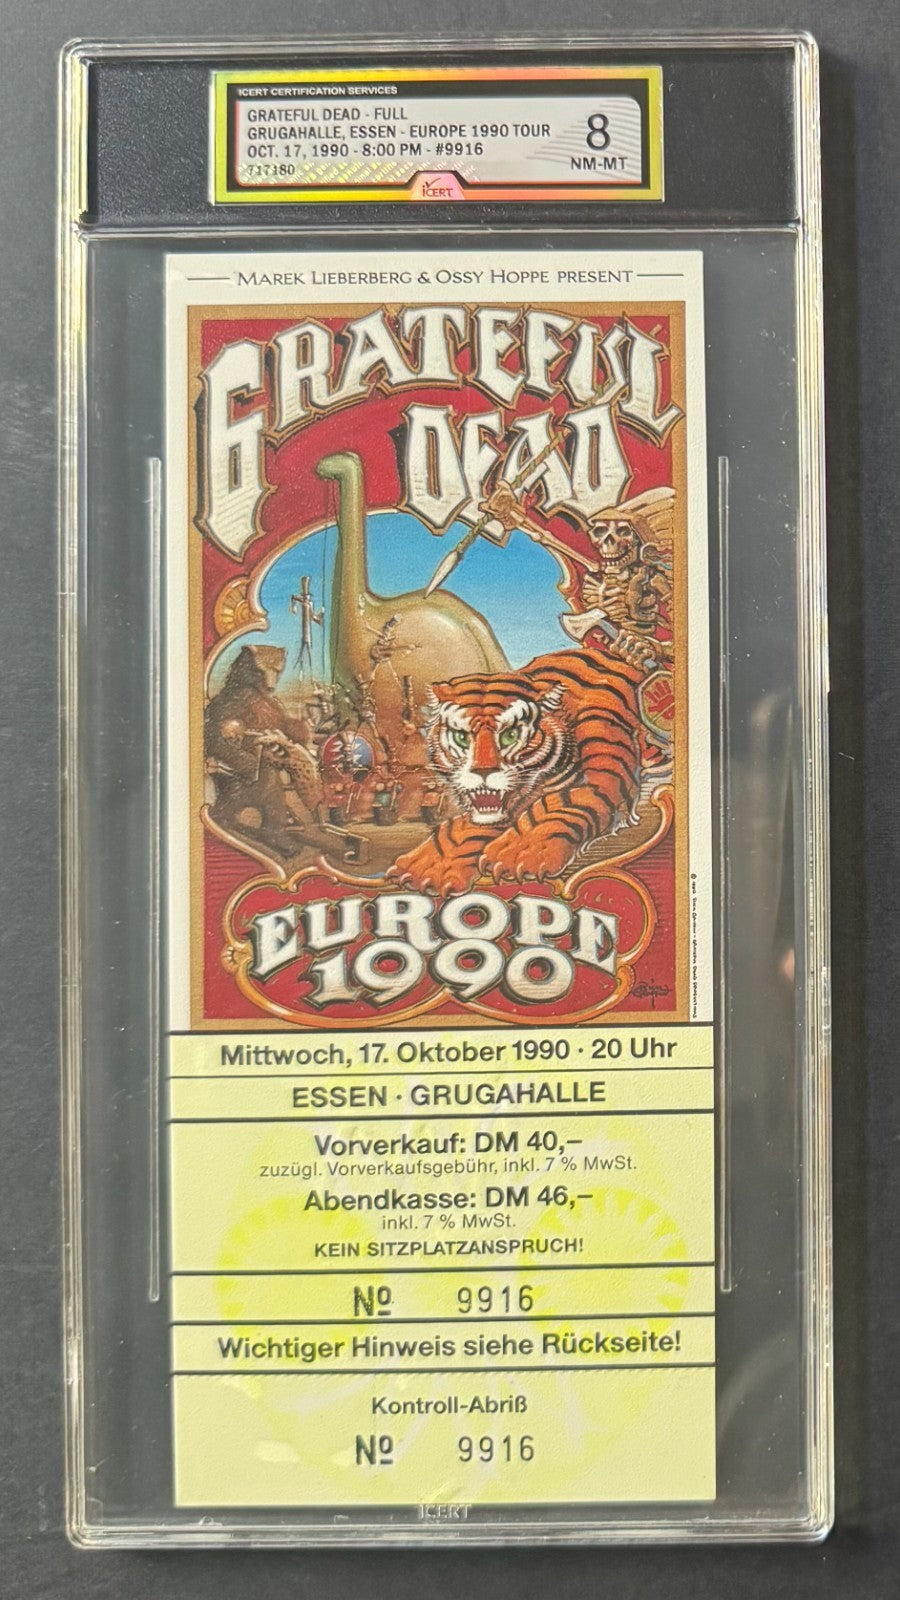 ICERT CERTIFICATION SERVICES
GRATEFUL DEAD - FULL
GRUGAHALLE, ESSEN - EUROPE 1990 TOUR
OCT. 17, 1990 - 8:00 PM - #9916
717180
8
NM-MT
iCERT
MAREK LIEBERBERG & OSSY HOPPE PRESENT
GRATEFUL
DEAD
EUROPE
1990
Mittwoch, 17. Oktober 1990 · 20 Uhr
ESSEN · GRUGAHALLE
Vorverkauf: DM 40,–
zuzügl. Vorverkaufsgebühr, inkl. 7 % MwSt.
Abendkasse: DM 46,–
inkl. 7 % MwSt.
KEIN SITZPLATZANSPRUCH!
Nº 9916
Wichtiger Hinweis siehe Rückseite!
Kontroll-Abriß
Nº 9916
ICERT